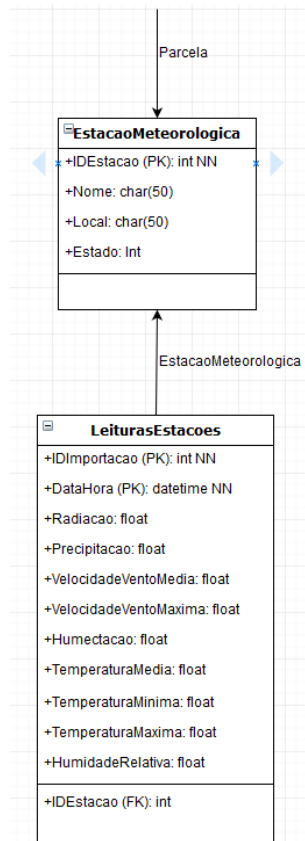 Parcela
EstacaoMeteorologica
+IDEstacao (PK): int NN
+Nome: char(50)
+Local: char(50)
+Estado: Int
EstacaoMeteorologica
LeiturasEstacoes
+IDImportacao (PK): int NN
+DataHora (PK): datetime NN
+Radiacao: float
+Precipitacao: float
+VelocidadeVentoMedia: float
+VelocidadeVentoMaxima: float
+Humectacao: float
+TemperaturaMedia: float
+TemperaturaMinima: float
+TemperaturaMaxima: float
+HumidadeRelativa: float
+IDEstacao (FK): int